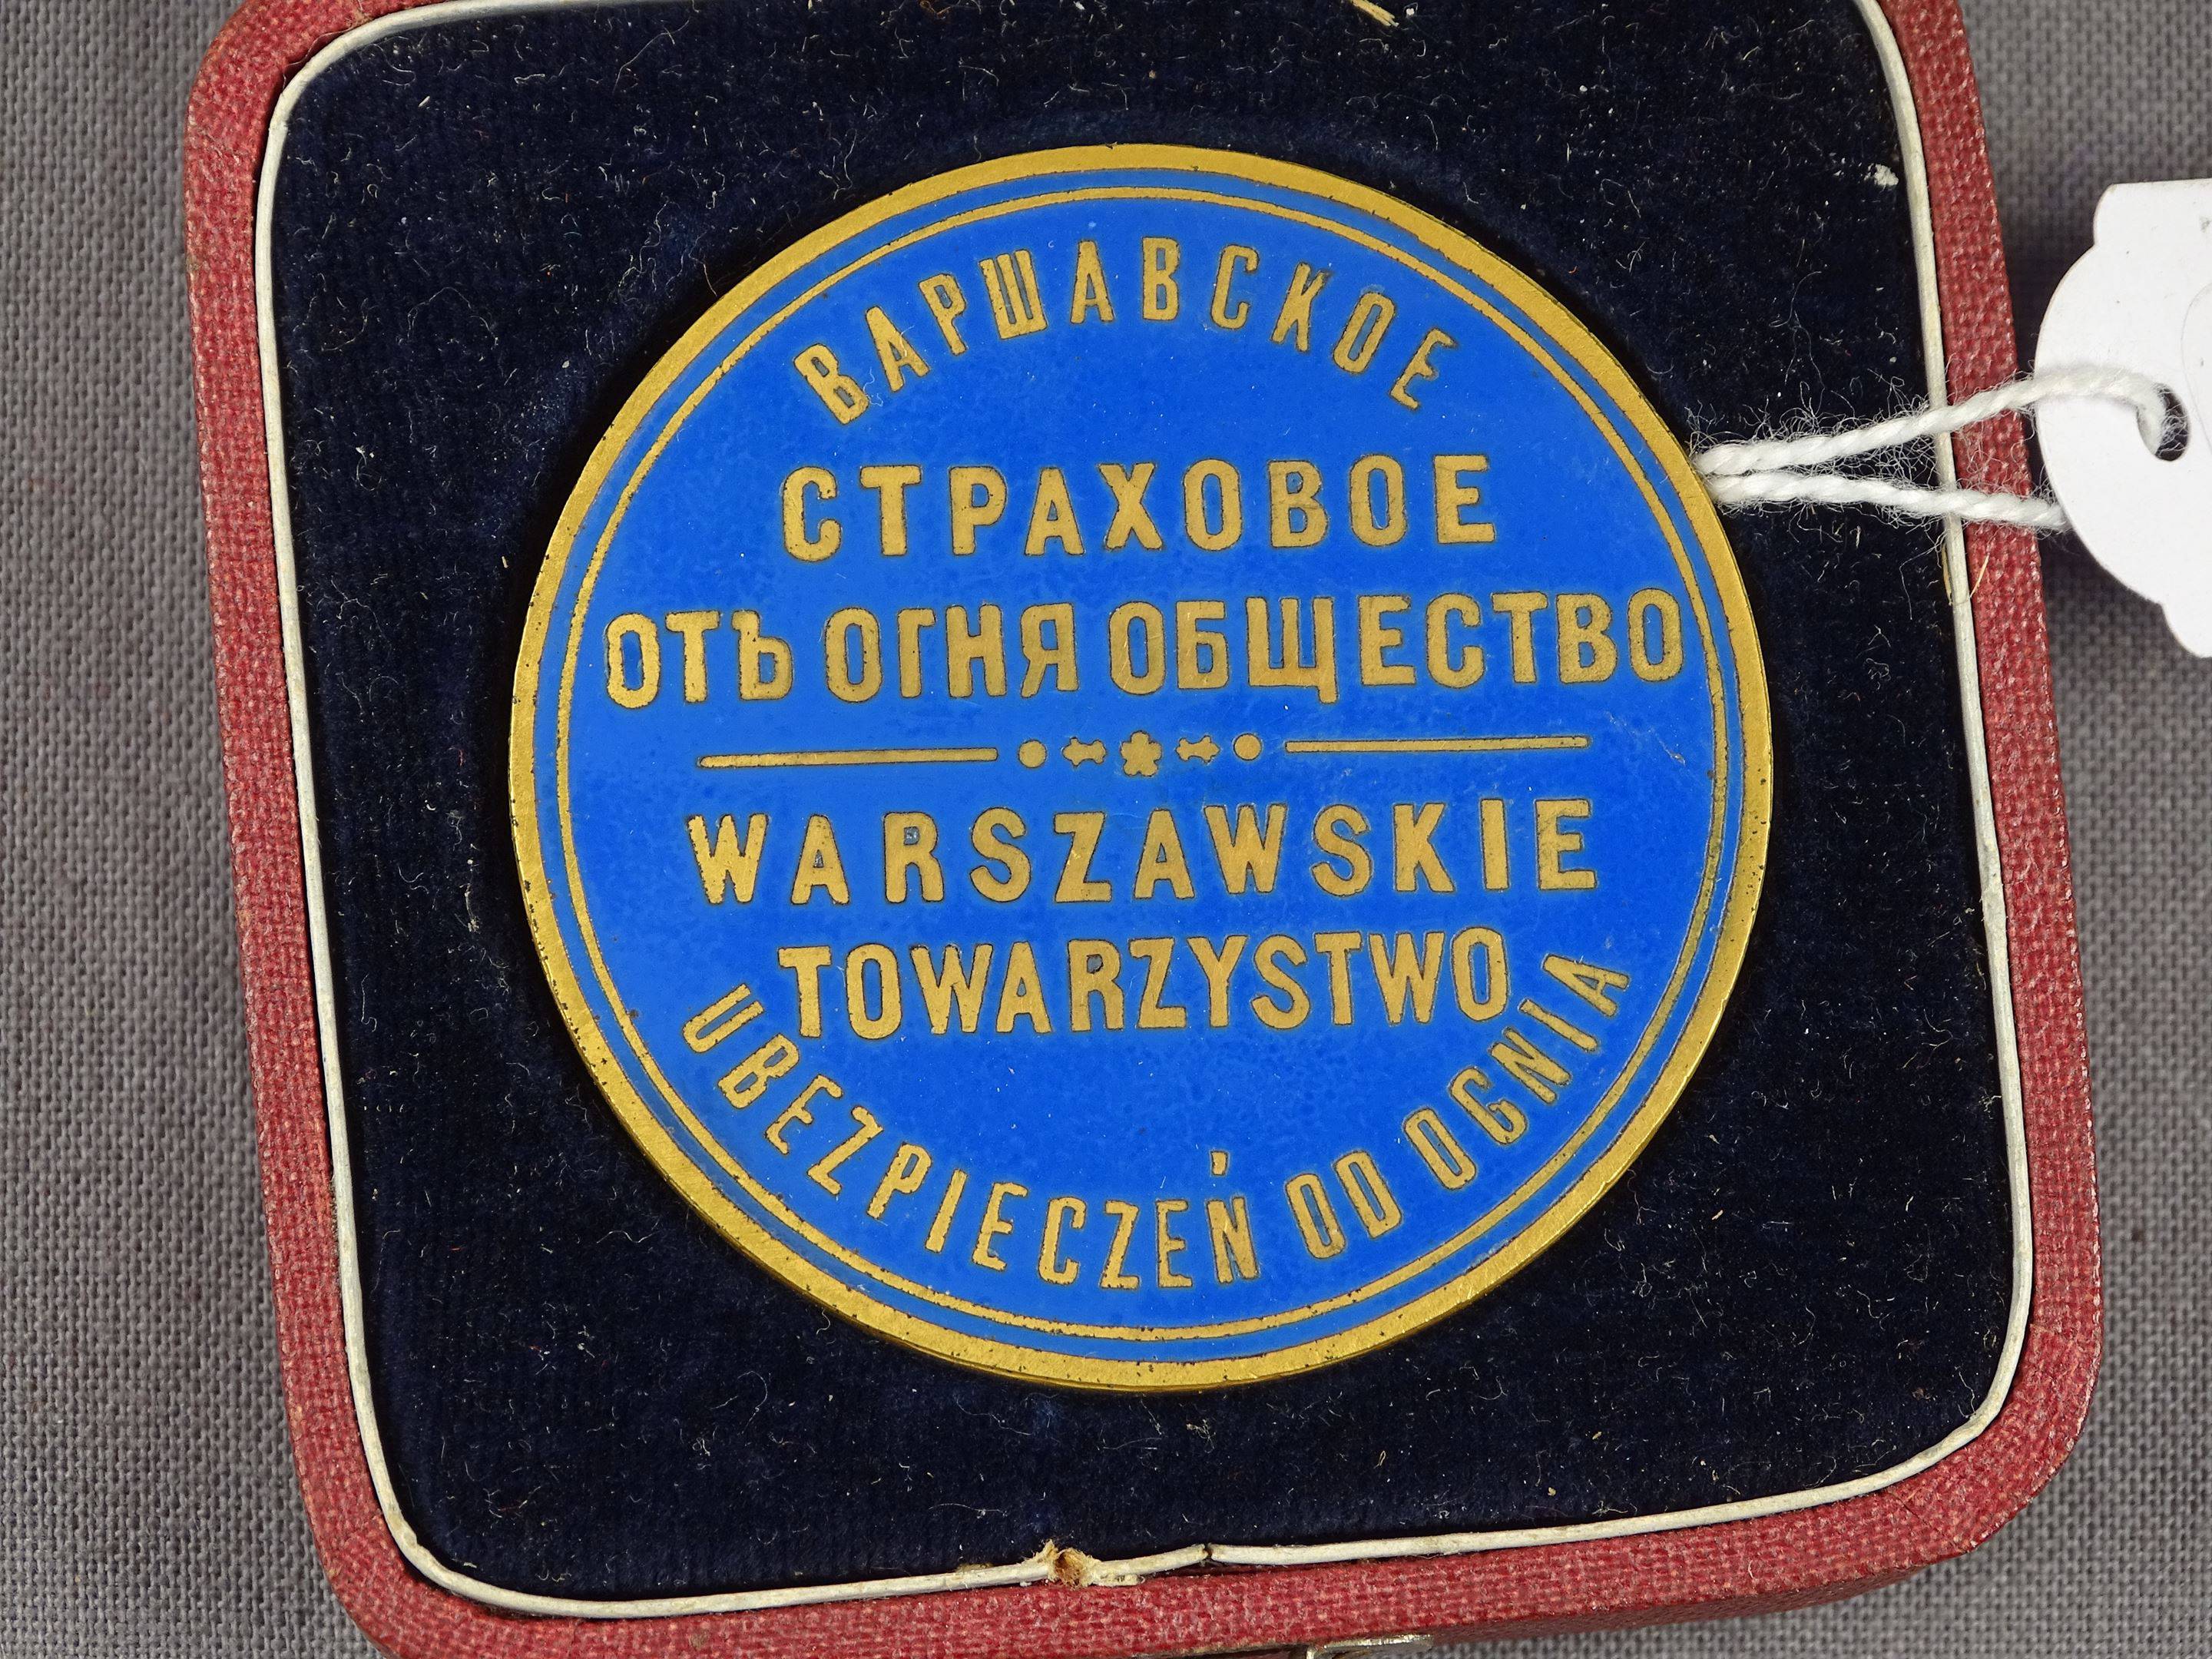 ВАРШАВСКОЕ
СТРАХОВОЕ
ОТЪ ОГНЯ ОБЩЕСТВО
WARSZAWSKIE
TOWARZYSTWO
UBEZPIECZEŃ OD OGNIA